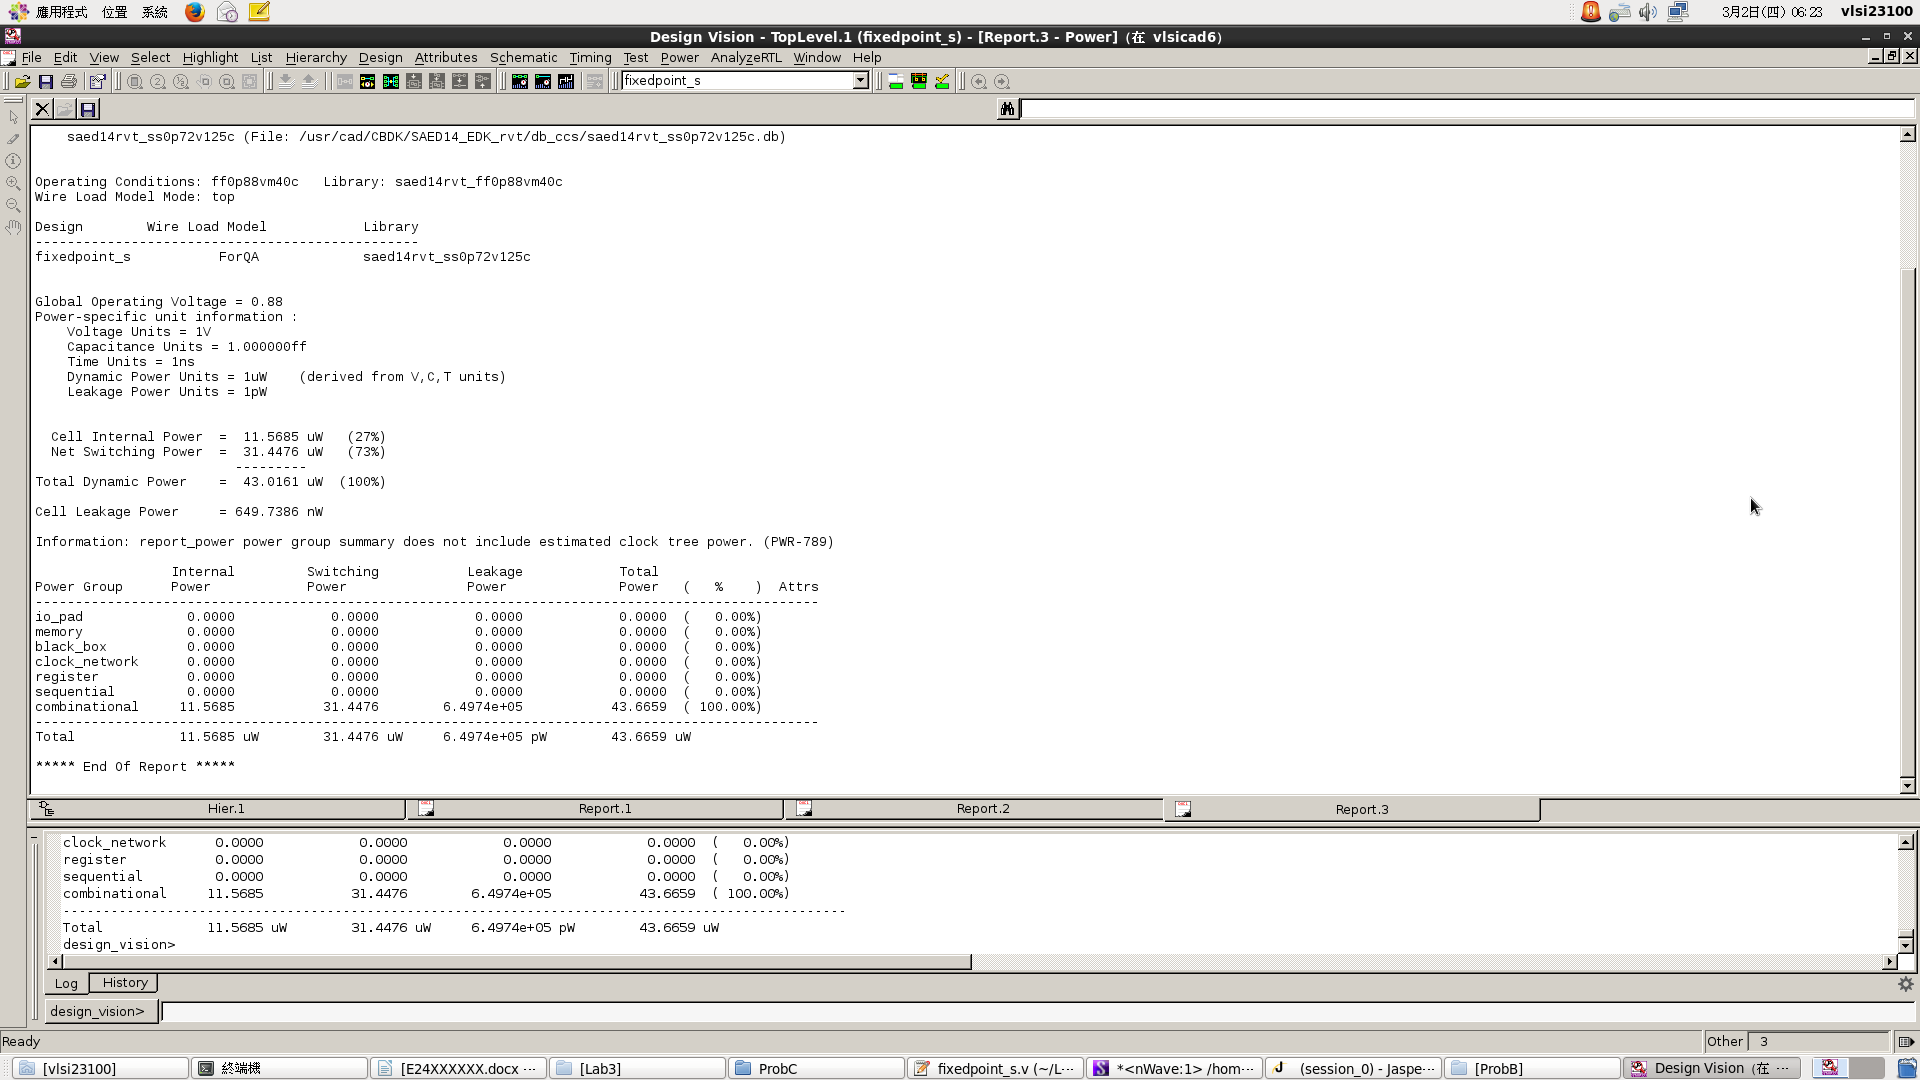 應用程式 位置 系統 3月2日(四) 06:23 vlsi23100
Design Vision - TopLevel.1 (fixedpoint_s) - [Report.3 - Power] (在 vlsicad6)
File Edit View Select Highlight List Hierarchy Design Attributes Schematic Timing Test Power AnalyzeRTL Window Help
fixedpoint_s
saed14rvt_ss0p72v125c (File: /usr/cad/CBDK/SAED14_EDK_rvt/db_ccs/saed14rvt_ss0p72v125c.db)
Operating Conditions: ff0p88vm40c   Library: saed14rvt_ff0p88vm40c
Wire Load Model Mode: top
Design        Wire Load Model            Library
------------------------------------------------
fixedpoint_s           ForQA             saed14rvt_ss0p72v125c
Global Operating Voltage = 0.88
Power-specific unit information :
Voltage Units = 1V
Capacitance Units = 1.000000ff
Time Units = 1ns
Dynamic Power Units = 1uW    (derived from V,C,T units)
Leakage Power Units = 1pW
Cell Internal Power  =  11.5685 uW   (27%)
Net Switching Power  =  31.4476 uW   (73%)
---------
Total Dynamic Power    =  43.0161 uW  (100%)
Cell Leakage Power     = 649.7386 nW
Information: report_power power group summary does not include estimated clock tree power. (PWR-789)
Internal         Switching           Leakage            Total
Power Group      Power            Power               Power              Power   (   %    )  Attrs
--------------------------------------------------------------------------------------------------
io_pad             0.0000            0.0000            0.0000            0.0000  (   0.00%)
memory             0.0000            0.0000            0.0000            0.0000  (   0.00%)
black_box          0.0000            0.0000            0.0000            0.0000  (   0.00%)
clock_network      0.0000            0.0000            0.0000            0.0000  (   0.00%)
register           0.0000            0.0000            0.0000            0.0000  (   0.00%)
sequential         0.0000            0.0000            0.0000            0.0000  (   0.00%)
combinational     11.5685           31.4476        6.4974e+05           43.6659  ( 100.00%)
--------------------------------------------------------------------------------------------------
Total             11.5685 uW        31.4476 uW     6.4974e+05 pW        43.6659 uW
***** End Of Report *****
Hier.1 Report.1 Report.2 Report.3
clock_network      0.0000            0.0000            0.0000            0.0000  (   0.00%)
register           0.0000            0.0000            0.0000            0.0000  (   0.00%)
sequential         0.0000            0.0000            0.0000            0.0000  (   0.00%)
combinational     11.5685           31.4476        6.4974e+05           43.6659  ( 100.00%)
--------------------------------------------------------------------------------------------------
Total             11.5685 uW        31.4476 uW     6.4974e+05 pW        43.6659 uW
design_vision>
Log History
design_vision>
Ready Other 3
[vlsi23100] 終端機 [E24XXXXXX.docx ··· [Lab3] ProbC fixedpoint_s.v (~/L··· *<nWave:1> /hom··· (session_0) - Jaspe··· [ProbB] Design Vision (在 ···